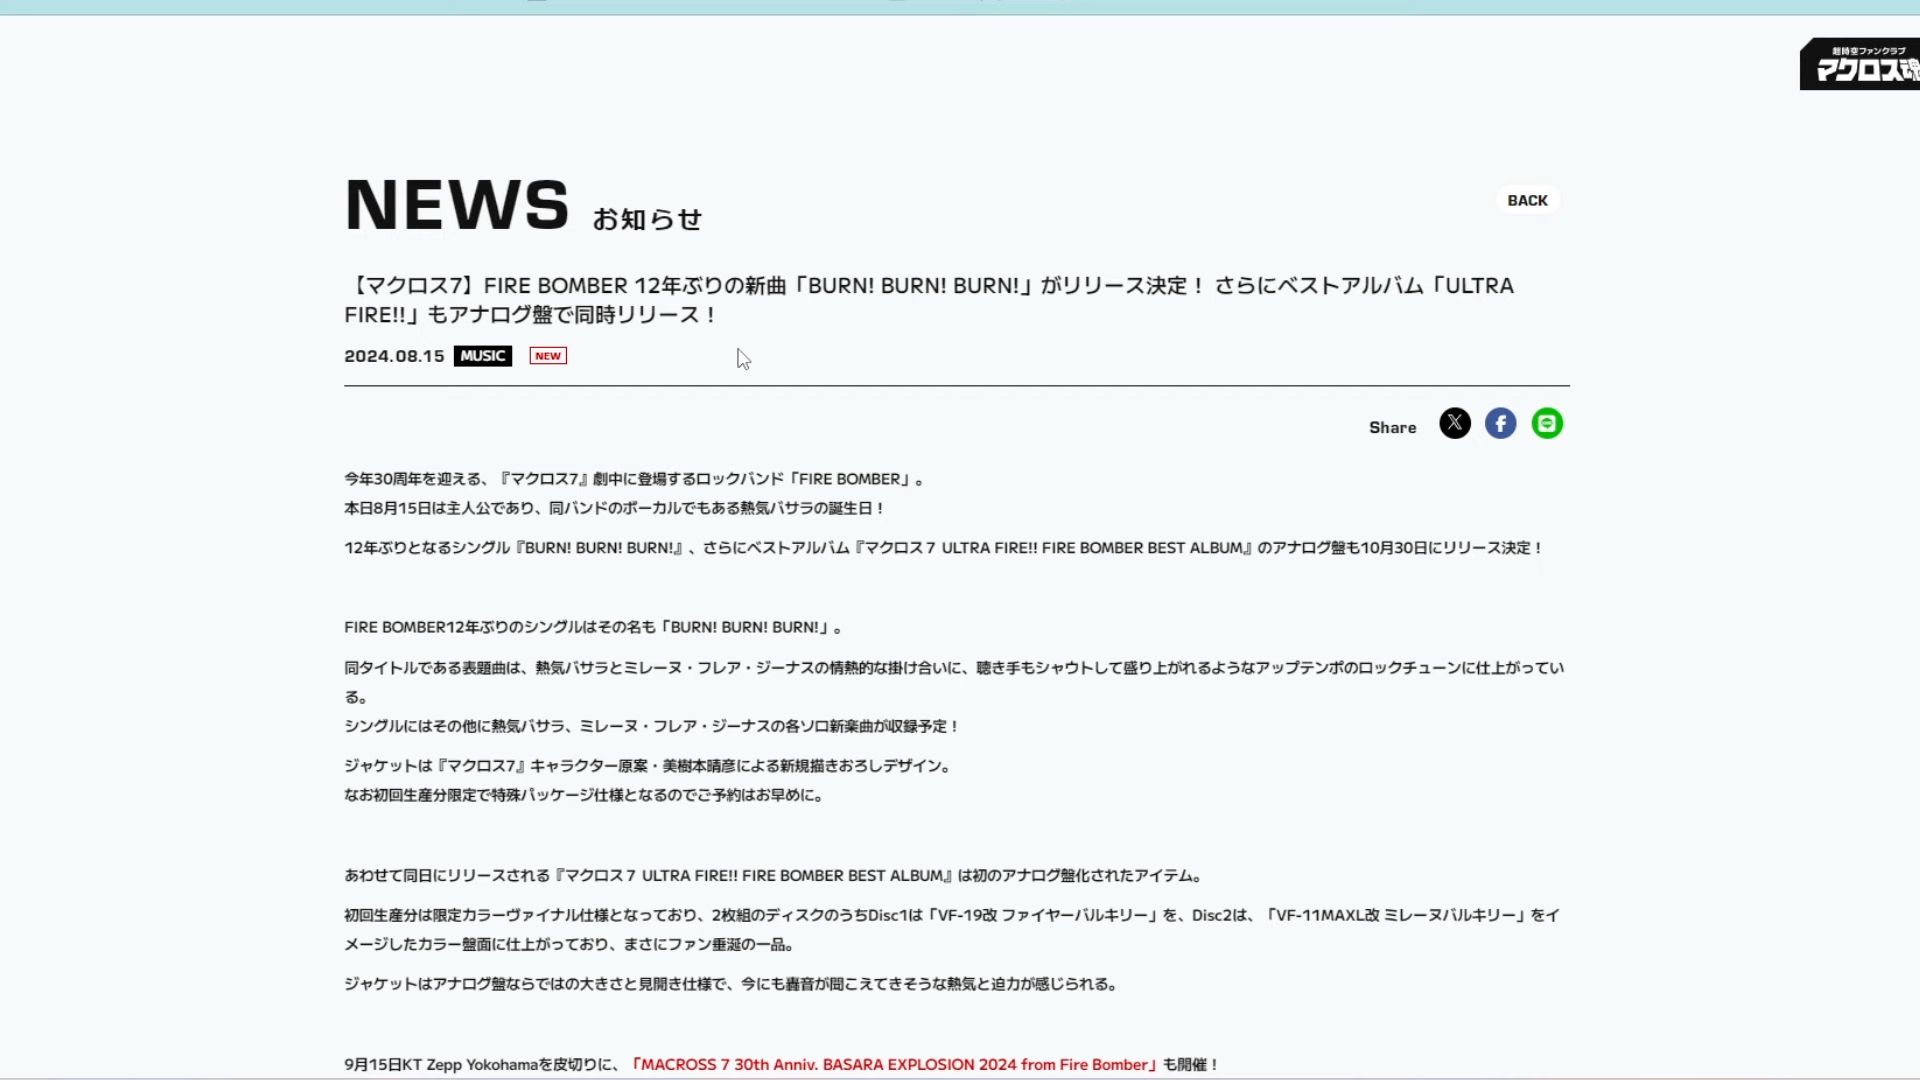 超時空ファンクラブ
マクロス魂
NEWS お知らせ
BACK
【マクロス7】FIRE BOMBER 12年ぶりの新曲「BURN! BURN! BURN!」がリリース決定！ さらにベストアルバム「ULTRA
FIRE!!」もアナログ盤で同時リリース！
2024.08.15 MUSIC NEW
Share
今年30周年を迎える、『マクロス7』劇中に登場するロックバンド「FIRE BOMBER」。
本日8月15日は主人公であり、同バンドのボーカルでもある熱気バサラの誕生日！
12年ぶりとなるシングル『BURN! BURN! BURN!』、さらにベストアルバム『マクロス７ ULTRA FIRE!! FIRE BOMBER BEST ALBUM』のアナログ盤も10月30日にリリース決定！
FIRE BOMBER12年ぶりのシングルはその名も「BURN! BURN! BURN!」。
同タイトルである表題曲は、熱気バサラとミレーヌ・フレア・ジーナスの情熱的な掛け合いに、聴き手もシャウトして盛り上がれるようなアップテンポのロックチューンに仕上がってい
る。
シングルにはその他に熱気バサラ、ミレーヌ・フレア・ジーナスの各ソロ新楽曲が収録予定！
ジャケットは『マクロス7』キャラクター原案・美樹本晴彦による新規描きおろしデザイン。
なお初回生産分限定で特殊パッケージ仕様となるのでご予約はお早めに。
あわせて同日にリリースされる『マクロス７ ULTRA FIRE!! FIRE BOMBER BEST ALBUM』は初のアナログ盤化されたアイテム。
初回生産分は限定カラーヴァイナル仕様となっており、2枚組のディスクのうちDisc1は「VF-19改 ファイヤーバルキリー」を、Disc2は、「VF-11MAXL改 ミレーヌバルキリー」をイ
メージしたカラー盤面に仕上がっており、まさにファン垂涎の一品。
ジャケットはアナログ盤ならではの大きさと見開き仕様で、今にも轟音が聞こえてきそうな熱気と迫力が感じられる。
9月15日KT Zepp Yokohamaを皮切りに、「MACROSS 7 30th Anniv. BASARA EXPLOSION 2024 from Fire Bomber」も開催！